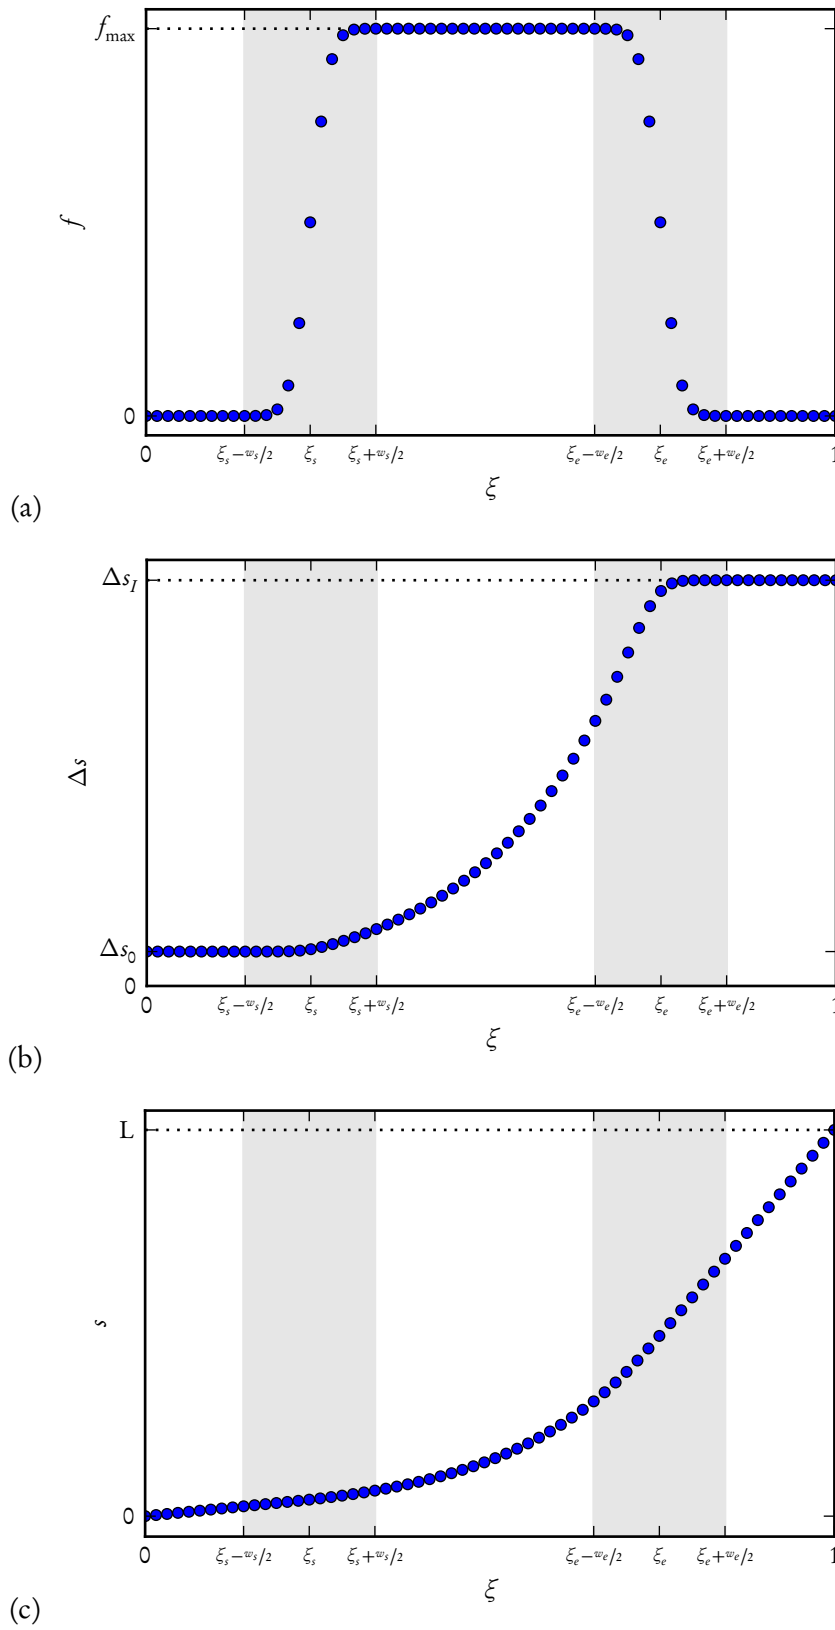 f_max
f
0
0 ξ_s−w_s/2 ξ_s ξ_s+w_s/2 ξ_e−w_e/2 ξ_e ξ_e+w_e/2 1
ξ
(a)
Δs_I
Δs
Δs_0
0
0 ξ_s−w_s/2 ξ_s ξ_s+w_s/2 ξ_e−w_e/2 ξ_e ξ_e+w_e/2 1
ξ
(b)
L
s
0
0 ξ_s−w_s/2 ξ_s ξ_s+w_s/2 ξ_e−w_e/2 ξ_e ξ_e+w_e/2 1
ξ
(c)